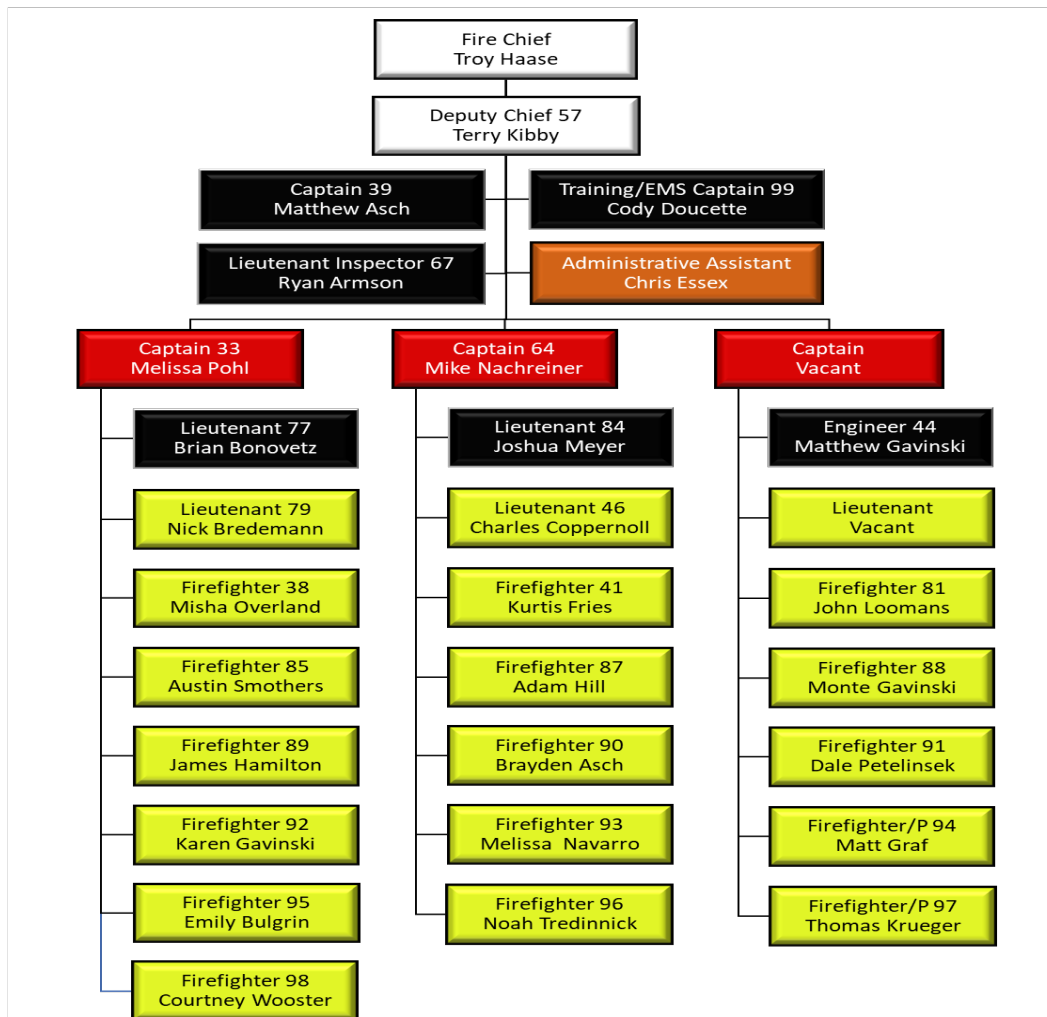 Fire Chief
Troy Haase
Deputy Chief 57
Terry Kibby
Captain 39
Matthew Asch
Training/EMS Captain 99
Cody Doucette
Lieutenant Inspector 67
Ryan Armson
Administrative Assistant
Chris Essex
Captain 33
Melissa Pohl
Lieutenant 77
Brian Bonovetz
Lieutenant 79
Nick Bredemann
Firefighter 38
Misha Overland
Firefighter 85
Austin Smothers
Firefighter 89
James Hamilton
Firefighter 92
Karen Gavinski
Firefighter 95
Emily Bulgrin
Firefighter 98
Courtney Wooster
Captain 64
Mike Nachreiner
Lieutenant 84
Joshua Meyer
Lieutenant 46
Charles Coppernoll
Firefighter 41
Kurtis Fries
Firefighter 87
Adam Hill
Firefighter 90
Brayden Asch
Firefighter 93
Melissa Navarro
Firefighter 96
Noah Tredinnick
Captain
Vacant
Engineer 44
Matthew Gavinski
Lieutenant
Vacant
Firefighter 81
John Loomans
Firefighter 88
Monte Gavinski
Firefighter 91
Dale Petelinsek
Firefighter/P 94
Matt Graf
Firefighter/P 97
Thomas Krueger